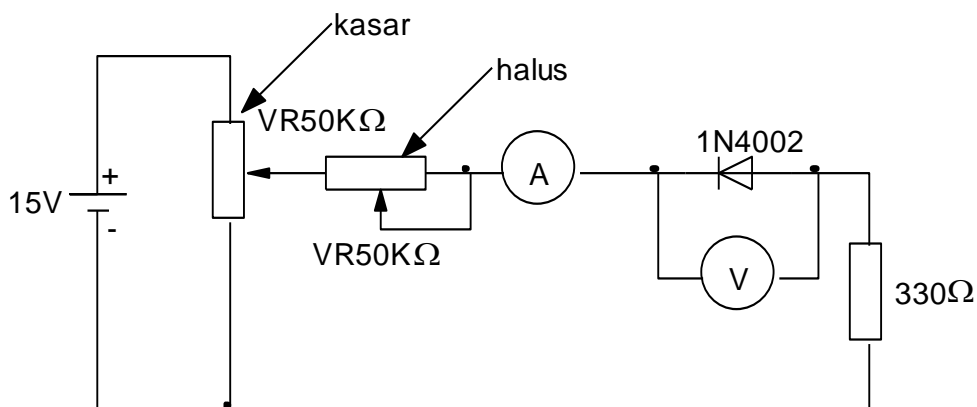 kasar
halus
VR50KΩ
1N4002
A
+
15V
-
VR50KΩ
V
330Ω